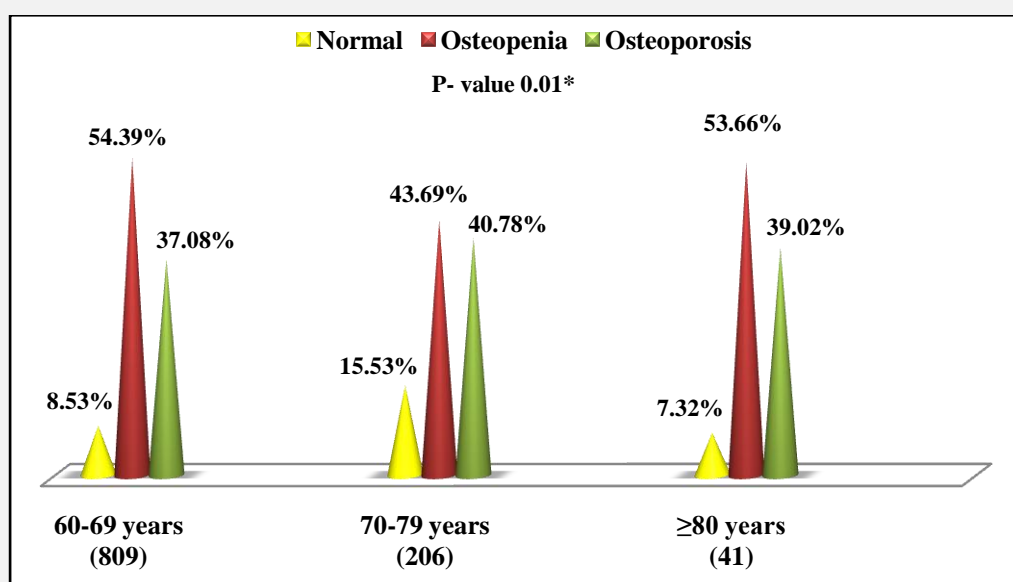 Normal Osteopenia Osteoporosis
P- value 0.01*
54.39%
53.66%
43.69%
40.78%
39.02%
37.08%
15.53%
8.53%
7.32%
60-69 years 70-79 years ≥80 years
(809) (206) (41)